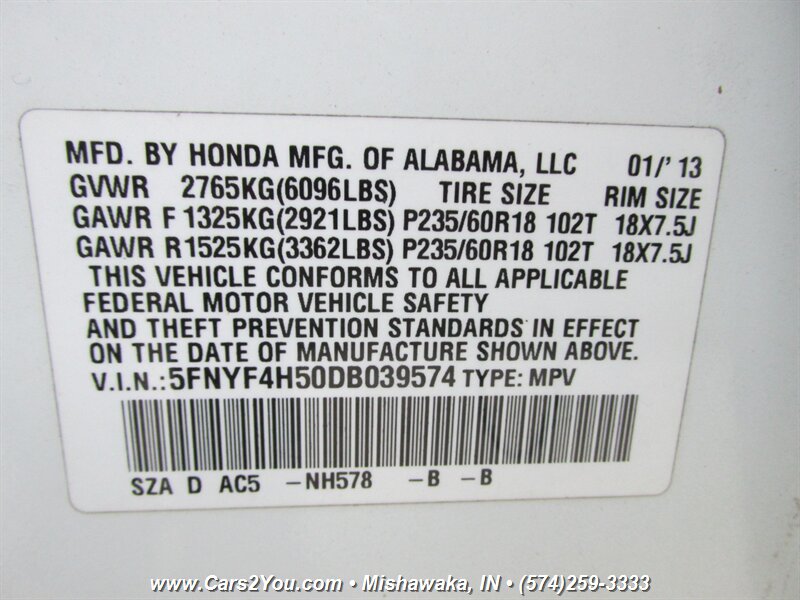 MFD. BY HONDA MFG. OF ALABAMA, LLC 01/'13
GVWR 2765KG(6096LBS) TIRE SIZE RIM SIZE
GAWR F 1325KG(2921LBS) P235/60R18 102T 18X7.5J
GAWR R1525KG(3362LBS) P235/60R18 102T 18X7.5J
THIS VEHICLE CONFORMS TO ALL APPLICABLE
FEDERAL MOTOR VEHICLE SAFETY
AND THEFT PREVENTION STANDARDS IN EFFECT
ON THE DATE OF MANUFACTURE SHOWN ABOVE.
V.I.N.:5FNYF4H50DB039574 TYPE: MPV
SZA D AC5 -NH578 -B -B
www.Cars2You.com • Mishawaka, IN • (574)259-3333